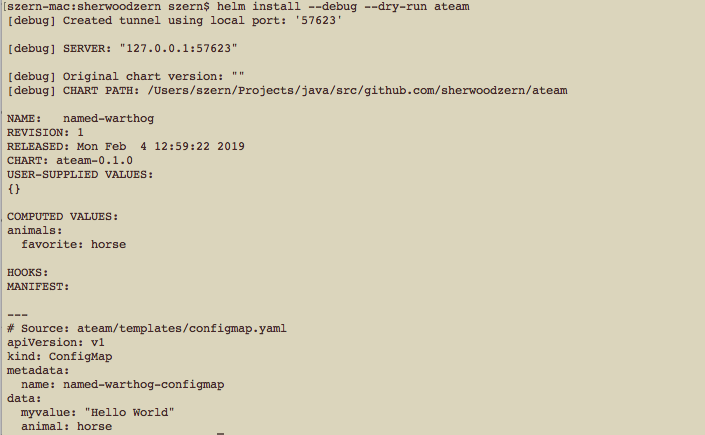 [szern-mac:sherwoodzern szern$ helm install --debug --dry-run ateam
[debug] Created tunnel using local port: '57623'
[debug] SERVER: "127.0.0.1:57623"
[debug] Original chart version: ""
[debug] CHART PATH: /Users/szern/Projects/java/src/github.com/sherwoodzern/ateam
NAME:   named-warthog
REVISION: 1
RELEASED: Mon Feb  4 12:59:22 2019
CHART: ateam-0.1.0
USER-SUPPLIED VALUES:
{}
COMPUTED VALUES:
animals:
  favorite: horse
HOOKS:
MANIFEST:
---
# Source: ateam/templates/configmap.yaml
apiVersion: v1
kind: ConfigMap
metadata:
  name: named-warthog-configmap
data:
  myvalue: "Hello World"
  animal: horse